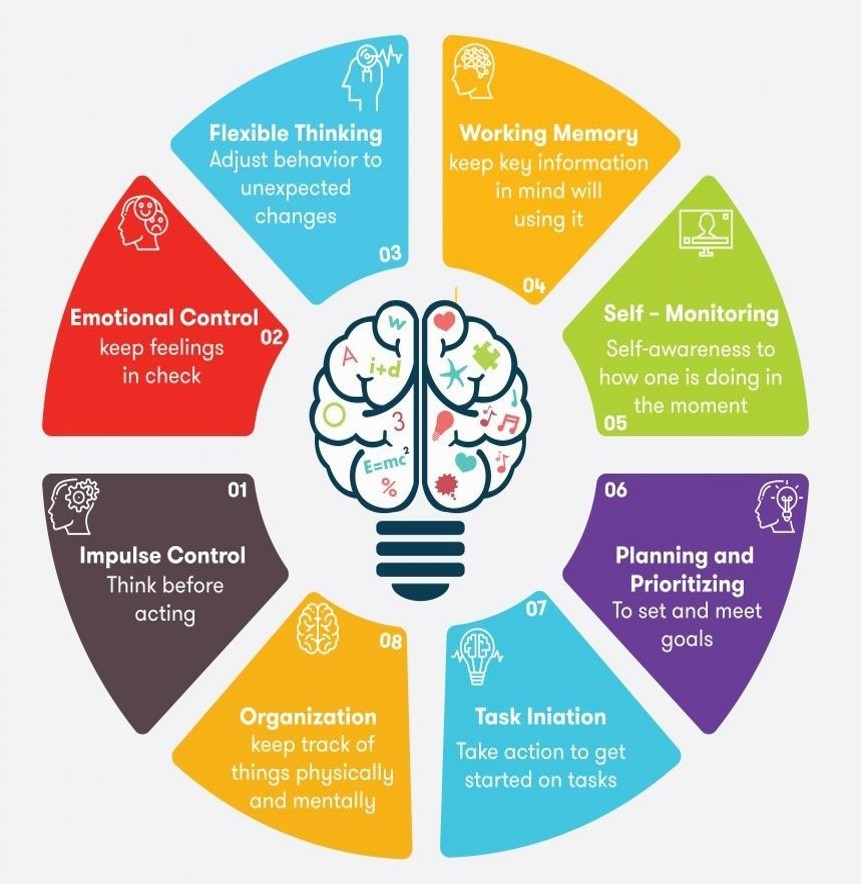 01
Impulse Control
Think before
acting
Emotional Control
02
keep feelings
in check
Flexible Thinking
Adjust behavior to
unexpected
changes
03
Working Memory
keep key information
in mind will
using it
04
Self - Monitoring
Self-awareness to
how one is doing in
the moment
05
06
Planning and
Prioritizing
To set and meet
goals
07
Task Iniation
Take action to get
started on tasks
08
Organization
keep track of
things physically
and mentally
w
A
i+d
3
E=mc²
%